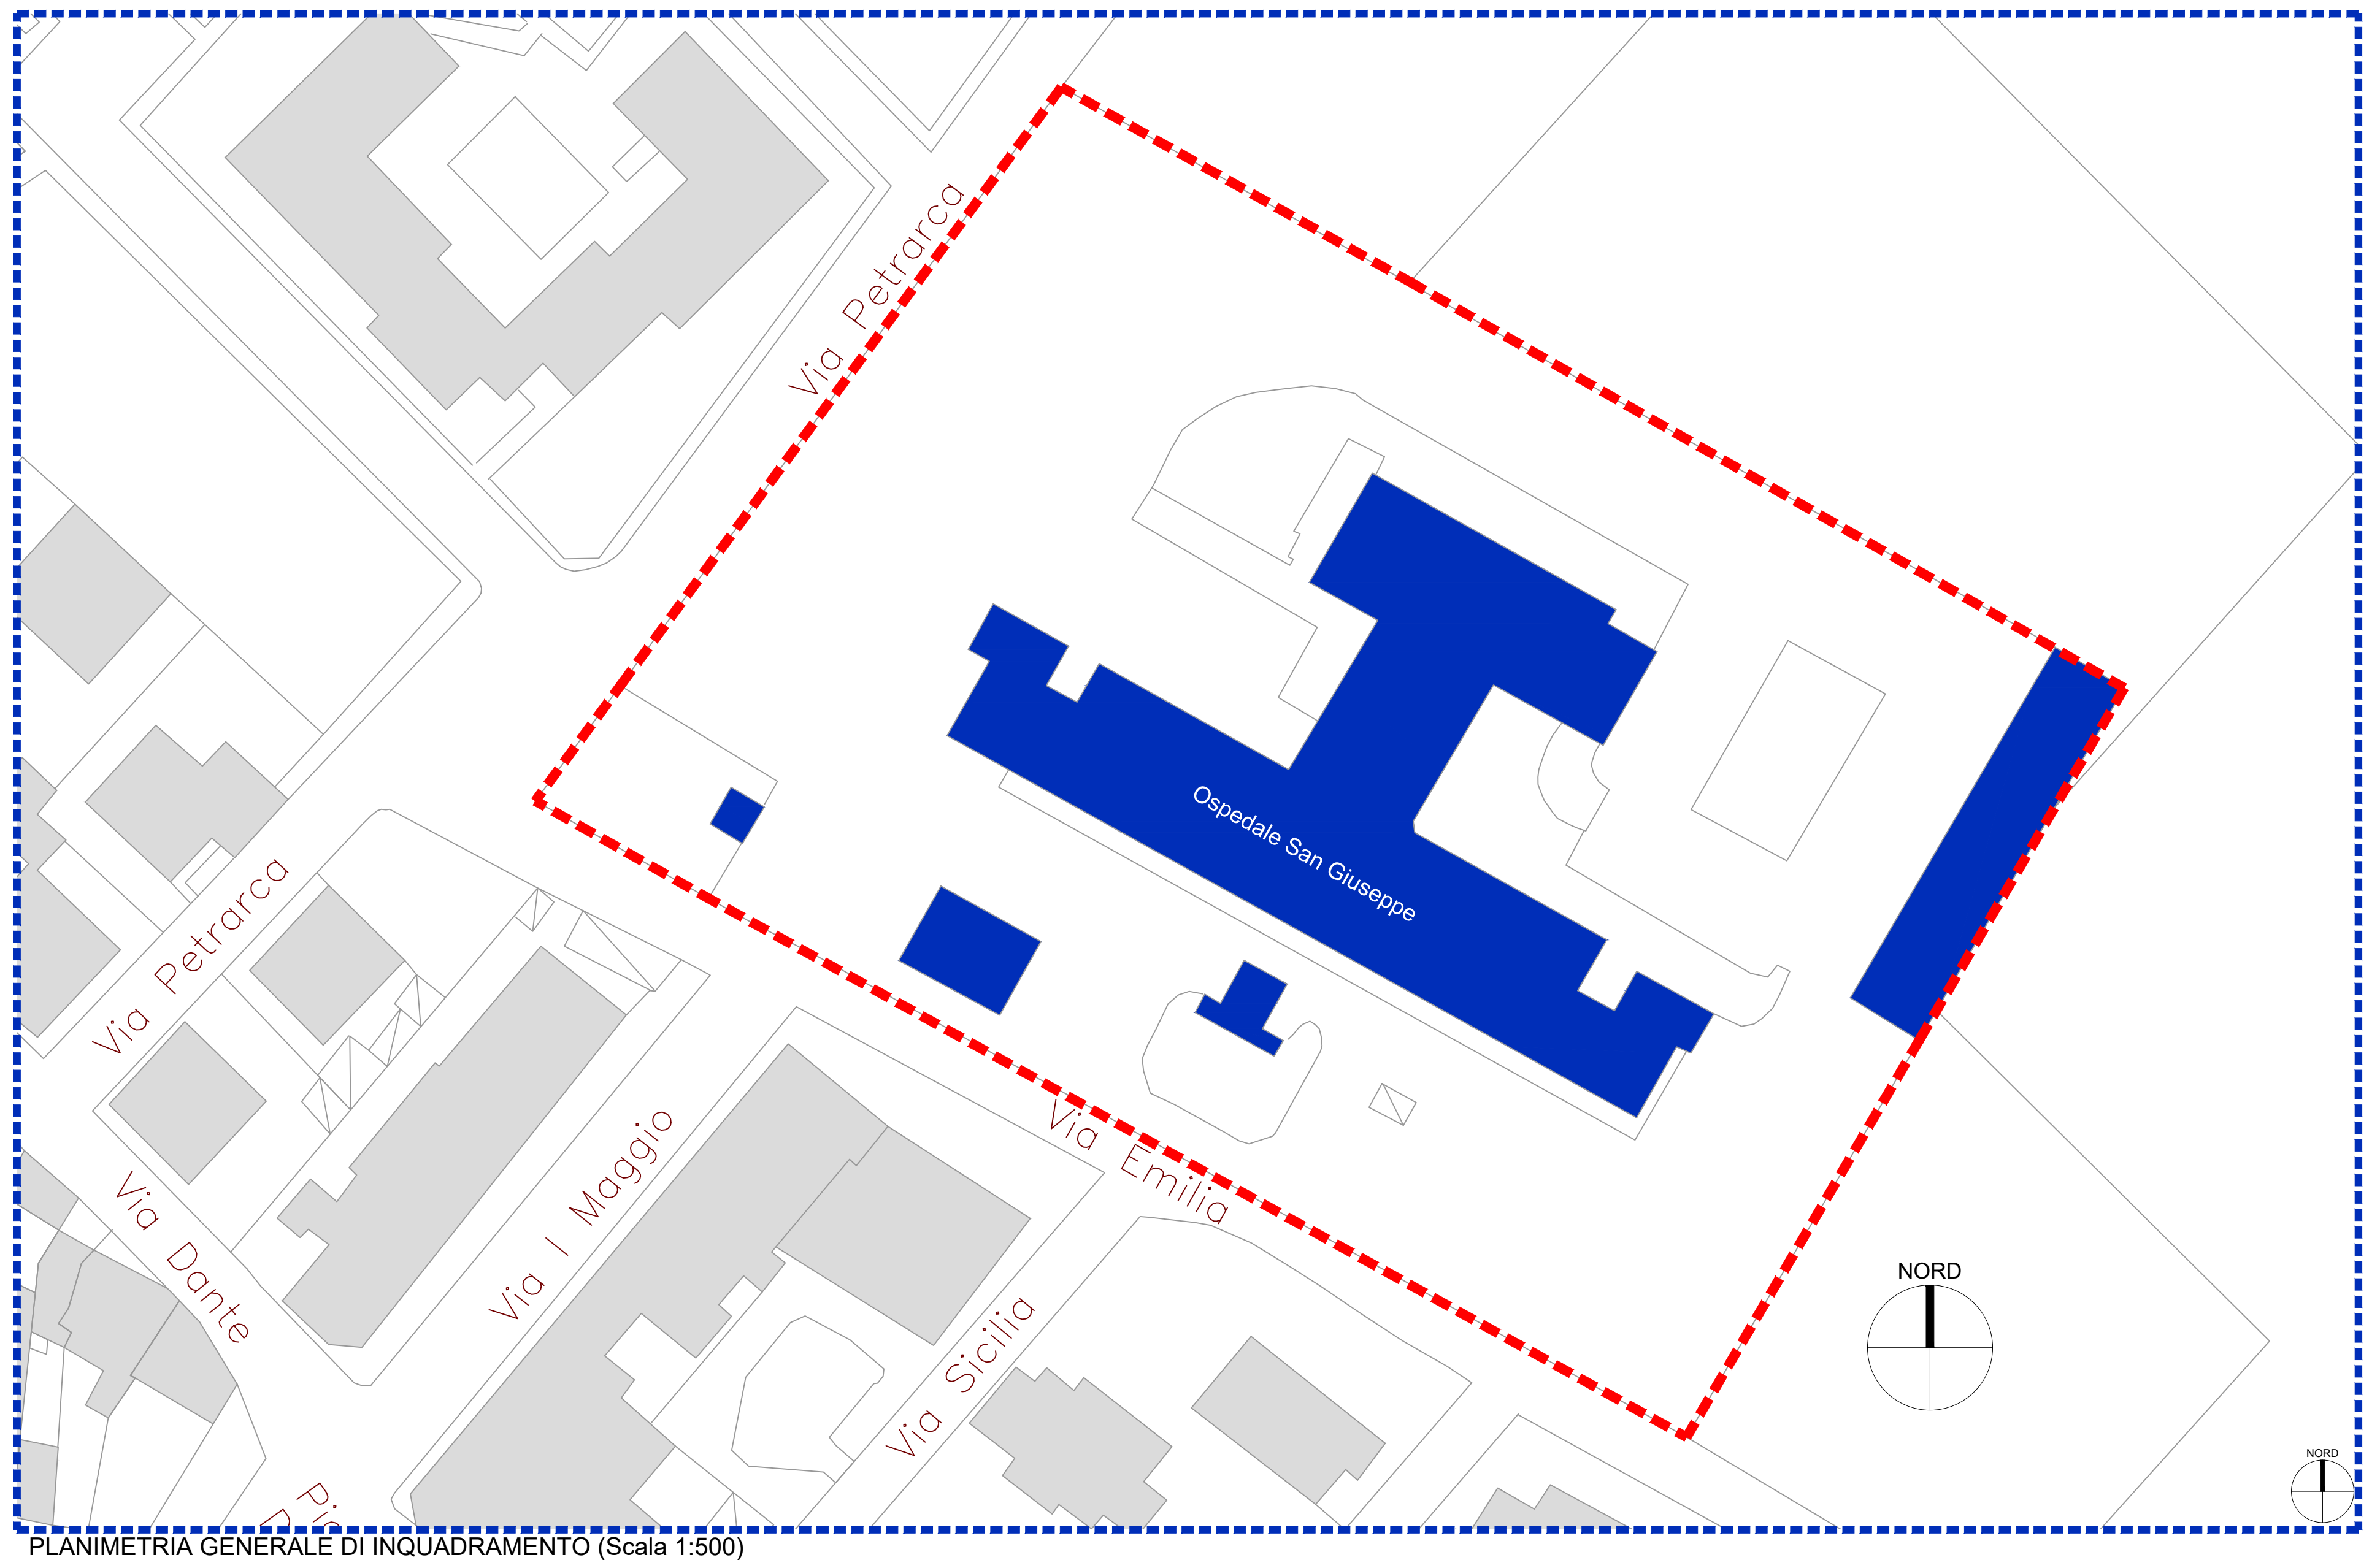 Via Petrarca
Ospedale San Giuseppe
Via Petrarca
Via Emilia
Via I Maggio
Via Dante
Via Sicilia
NORD
NORD
PLANIMETRIA GENERALE DI INQUADRAMENTO (Scala 1:500)